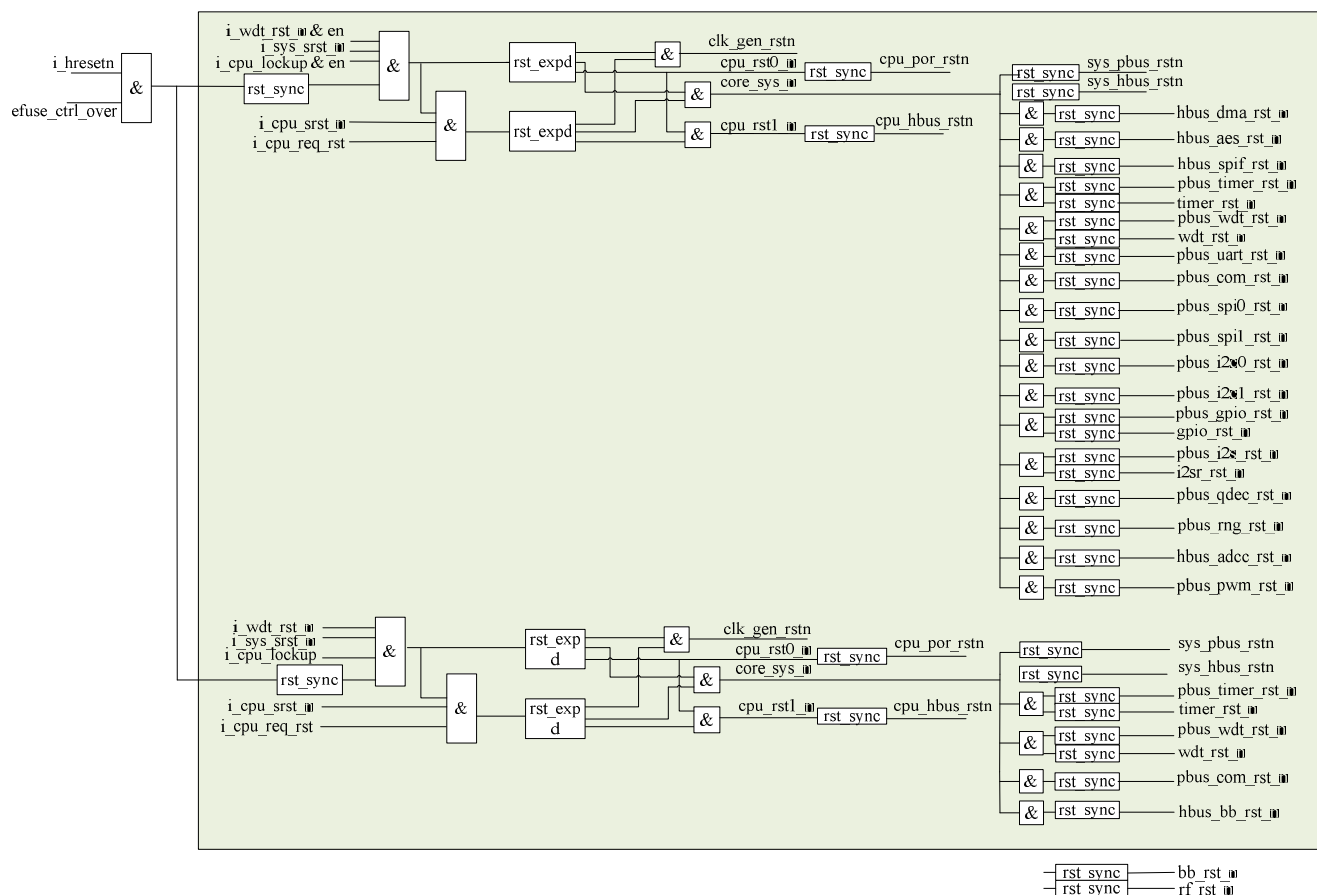 i_hresetn
&
efuse_ctrl_over
i_wdt_rst_n & en
i_sys_srst_n
i_cpu_lockup & en
rst_sync
&
i_cpu_srst_n
i_cpu_req_rst
&
rst_expd
rst_expd
&
clk_gen_rstn
cpu_rst0_n
rst_sync
cpu_por_rstn
&
core_sys_n
&
cpu_rst1_n
rst_sync
cpu_hbus_rstn
rst_sync
sys_pbus_rstn
rst_sync
sys_hbus_rstn
& rst_sync hbus_dma_rst_n
& rst_sync hbus_aes_rst_n
& rst_sync hbus_spif_rst_n
& rst_sync pbus_timer_rst_n
rst_sync timer_rst_n
& rst_sync pbus_wdt_rst_n
rst_sync wdt_rst_n
& rst_sync pbus_uart_rst_n
& rst_sync pbus_com_rst_n
& rst_sync pbus_spi0_rst_n
& rst_sync pbus_spi1_rst_n
& rst_sync
& rst_sync
& rst_sync pbus_gpio_rst_n
rst_sync gpio_rst_n
& rst_sync
rst_sync i2sr_rst_n
& rst_sync pbus_qdec_rst_n
& rst_sync pbus_rng_rst_n
& rst_sync hbus_adcc_rst_n
& rst_sync pbus_pwm_rst_n
i_wdt_rst_n
i_sys_srst_n
i_cpu_lockup
rst_sync
&
i_cpu_srst_n
i_cpu_req_rst
&
rst_exp
d
rst_exp
d
&
clk_gen_rstn
cpu_rst0_n
rst_sync
cpu_por_rstn
&
core_sys_n
&
cpu_rst1_n
rst_sync
cpu_hbus_rstn
rst_sync sys_pbus_rstn
rst_sync sys_hbus_rstn
& rst_sync pbus_timer_rst_n
rst_sync timer_rst_n
& rst_sync pbus_wdt_rst_n
rst_sync wdt_rst_n
& rst_sync pbus_com_rst_n
& rst_sync hbus_bb_rst_n
rst_sync bb_rst_n
rst_sync rf_rst_n